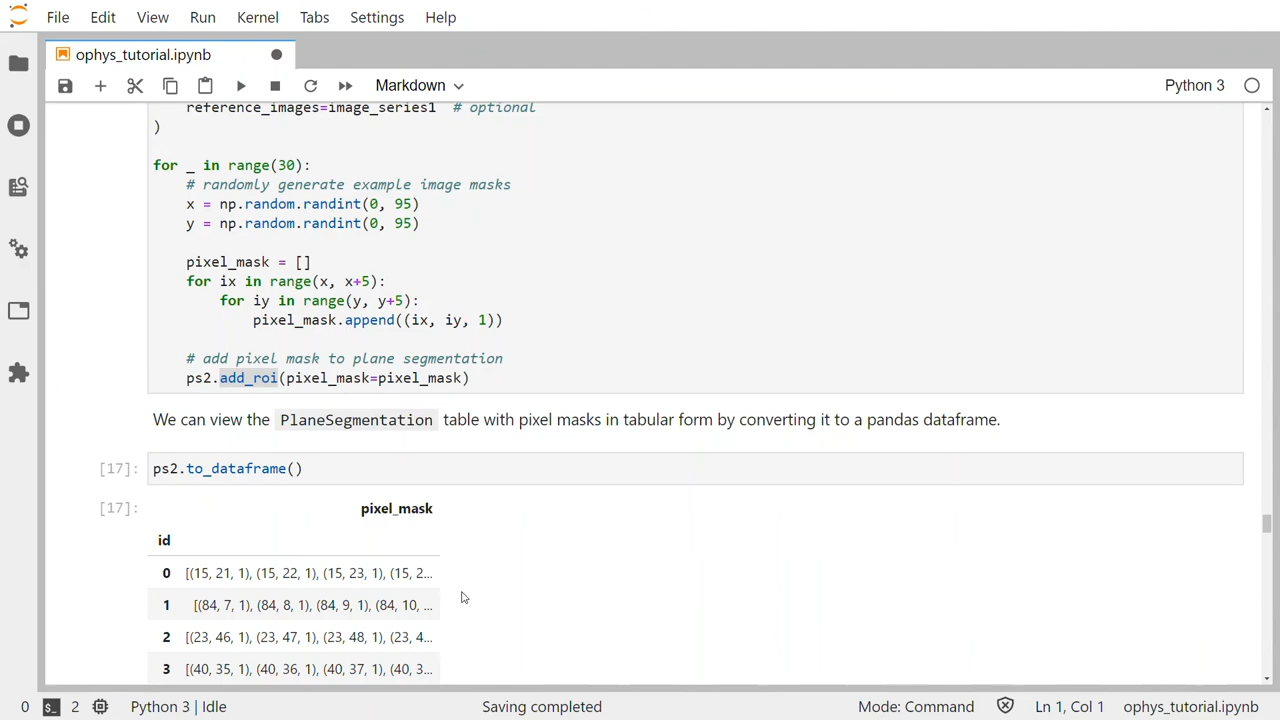 File Edit View Run Kernel Tabs Settings Help
ophys_tutorial.ipynb
Markdown
Python 3
reference_images=image_series1  # optional
)
for _ in range(30):
# randomly generate example image masks
x = np.random.randint(0, 95)
y = np.random.randint(0, 95)
pixel_mask = []
for ix in range(x, x+5):
for iy in range(y, y+5):
pixel_mask.append((ix, iy, 1))
# add pixel mask to plane segmentation
ps2.add_roi(pixel_mask=pixel_mask)
We can view the PlaneSegmentation table with pixel masks in tabular form by converting it to a pandas dataframe.
[17]: ps2.to_dataframe()
[17]: pixel_mask
id
0 [(15, 21, 1), (15, 22, 1), (15, 23, 1), (15, 2...
1 [(84, 7, 1), (84, 8, 1), (84, 9, 1), (84, 10, ...
2 [(23, 46, 1), (23, 47, 1), (23, 48, 1), (23, 4...
3 [(40, 35, 1), (40, 36, 1), (40, 37, 1), (40, 3...
0 $_ 2 Python 3 | Idle Saving completed Mode: Command Ln 1, Col 1 ophys_tutorial.ipynb